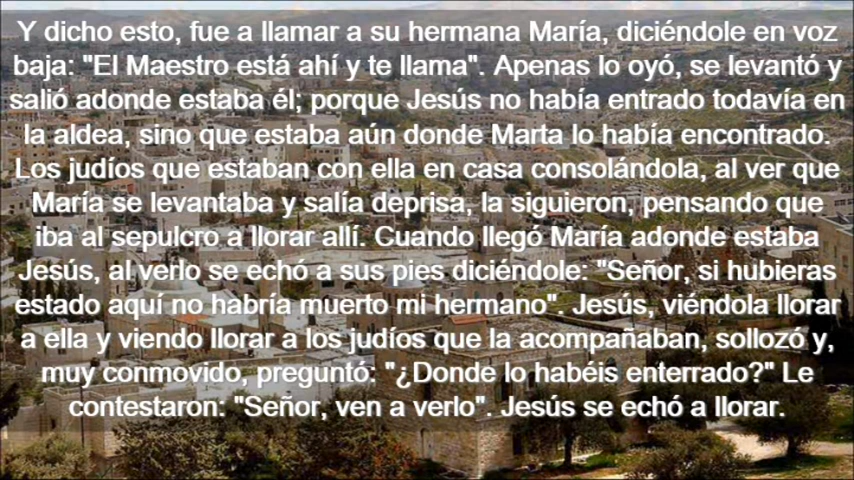 Y dicho esto, fue a llamar a su hermana María, diciéndole en voz
baja: "El Maestro está ahí y te llama". Apenas lo oyó, se levantó y
salió adonde estaba él; porque Jesús no había entrado todavía en
la aldea, sino que estaba aún donde Marta lo había encontrado.
Los judíos que estaban con ella en casa consolándola, al ver que
María se levantaba y salía deprisa, la siguieron, pensando que
iba al sepulcro a llorar allí. Cuando llegó María adonde estaba
Jesús, al verlo se echó a sus pies diciéndole: "Señor, si hubieras
estado aquí no habría muerto mi hermano". Jesús, viéndola llorar
a ella y viendo llorar a los judíos que la acompañaban, sollozó y,
muy conmovido, preguntó: "¿Donde lo habéis enterrado?" Le
contestaron: "Señor, ven a verlo". Jesús se echó a llorar.